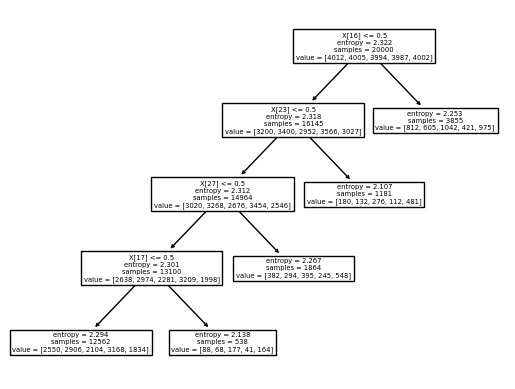 X[16] <= 0.5
entropy = 2.322
samples = 20000
value = [4012, 4005, 3994, 3987, 4002]
X[23] <= 0.5
entropy = 2.318
samples = 16145
value = [3200, 3400, 2952, 3566, 3027]
entropy = 2.253
samples = 3855
value = [812, 605, 1042, 421, 975]
X[27] <= 0.5
entropy = 2.312
samples = 14964
value = [3020, 3268, 2676, 3454, 2546]
entropy = 2.107
samples = 1181
value = [180, 132, 276, 112, 481]
X[17] <= 0.5
entropy = 2.301
samples = 13100
value = [2638, 2974, 2281, 3209, 1998]
entropy = 2.267
samples = 1864
value = [382, 294, 395, 245, 548]
entropy = 2.294
samples = 12562
value = [2550, 2906, 2104, 3168, 1834]
entropy = 2.138
samples = 538
value = [88, 68, 177, 41, 164]